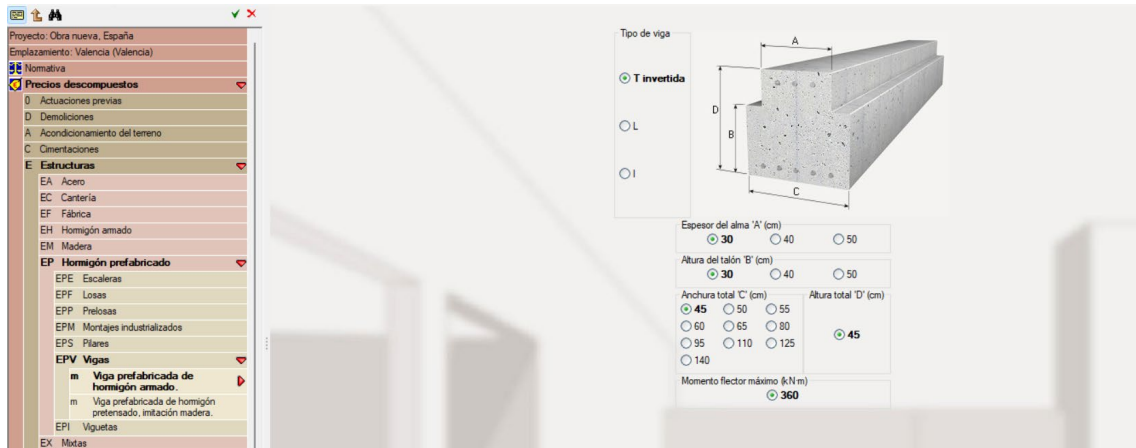 Proyecto: Obra nueva, España
Emplazamiento: Valencia (Valencia)
Normativa
Precios descompuestos
0 Actuaciones previas
D Demoliciones
A Acondicionamiento del terreno
C Cimentaciones
E Estructuras
EA Acero
EC Cantería
EF Fábrica
EH Hormigón armado
EM Madera
EP Hormigón prefabricado
EPE Escaleras
EPF Losas
EPP Prelosas
EPM Montajes industrializados
EPS Pilares
EPV Vigas
m Viga prefabricada de
hormigón armado.
m Viga prefabricada de hormigón
pretensado, imitación madera.
EPI Viguetas
EX Mixtas
Tipo de viga
T invertida
L
I
A
D
B
C
Espesor del alma 'A' (cm)
30 40 50
Altura del talón 'B' (cm)
30 40 50
Anchura total 'C' (cm)
45 50 55
60 65 80
95 110 125
140
Altura total 'D' (cm)
45
Momento flector máximo (kN·m)
360